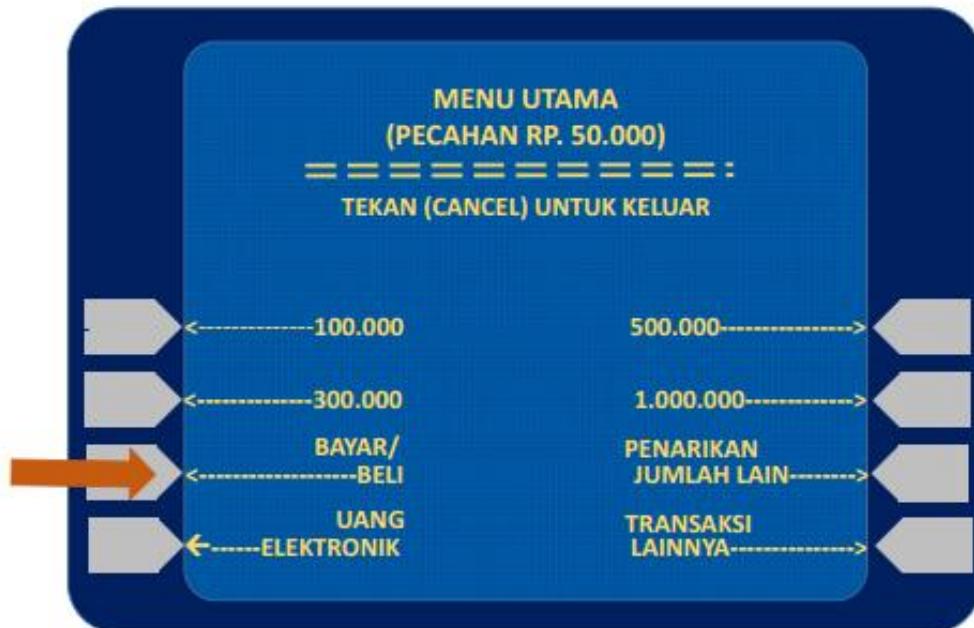 MENU UTAMA
(PECAHAN RP. 50.000)
= = = = = = = = = = :
TEKAN (CANCEL) UNTUK KELUAR
<--------------100.000
500.000---------------->
<--------------300.000
1.000.000-------------->
BAYAR/
<-------------------BELI
PENARIKAN
JUMLAH LAIN-------->
UANG
←------ELEKTRONIK
TRANSAKSI
LAINNYA---------------->